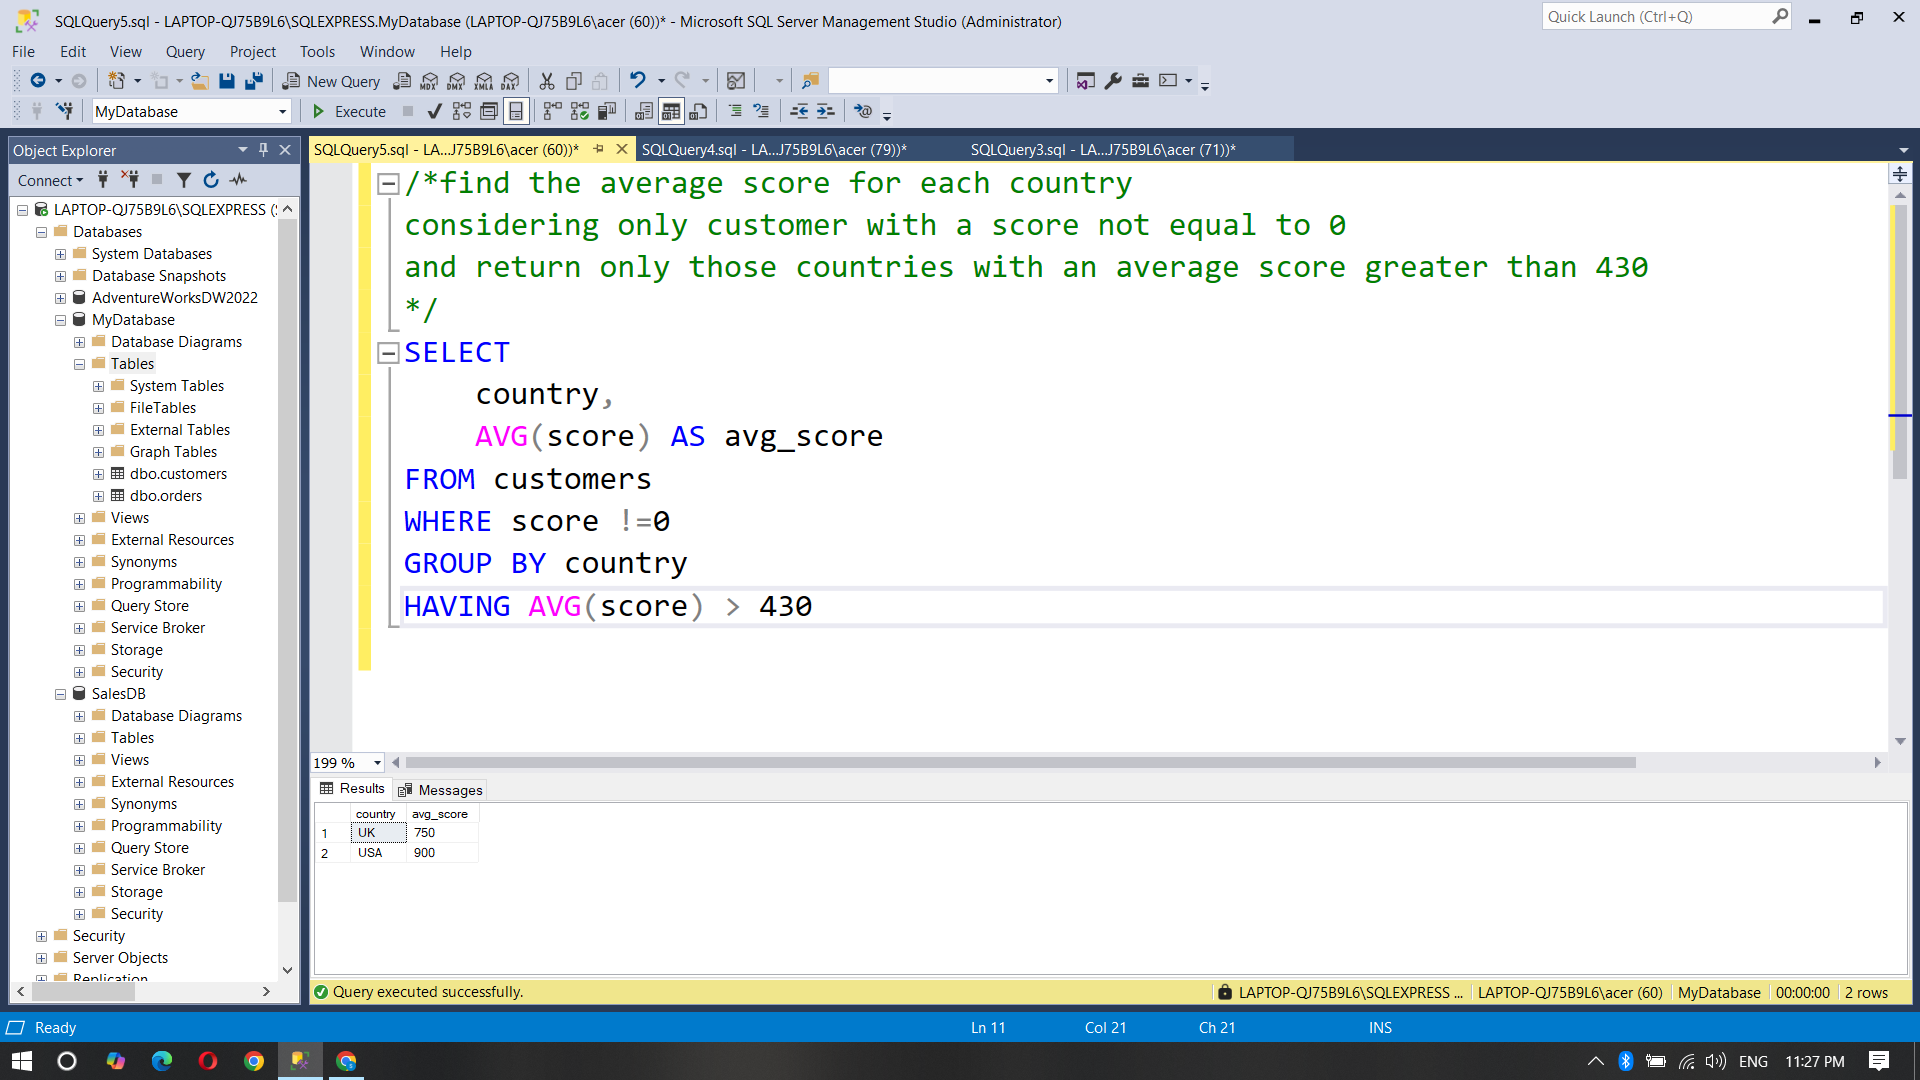 SQLQuery5.sql - LAPTOP-QJ75B9L6\SQLEXPRESS.MyDatabase (LAPTOP-QJ75B9L6\acer (60))* - Microsoft SQL Server Management Studio (Administrator)
Quick Launch (Ctrl+Q)
File Edit View Query Project Tools Window Help
New Query MDX DMX XMLA DAX
MyDatabase Execute
Object Explorer
SQLQuery5.sql - LA...J75B9L6\acer (60))* SQLQuery4.sql - LA...J75B9L6\acer (79))* SQLQuery3.sql - LA...J75B9L6\acer (71))*
Connect
LAPTOP-QJ75B9L6\SQLEXPRESS (
Databases
System Databases
Database Snapshots
AdventureWorksDW2022
MyDatabase
Database Diagrams
Tables
System Tables
FileTables
External Tables
Graph Tables
dbo.customers
dbo.orders
Views
External Resources
Synonyms
Programmability
Query Store
Service Broker
Storage
Security
SalesDB
Database Diagrams
Tables
Views
External Resources
Synonyms
Programmability
Query Store
Service Broker
Storage
Security
Security
Server Objects
Replication
/*find the average score for each country
considering only customer with a score not equal to 0
and return only those countries with an average score greater than 430
*/
SELECT
country,
AVG(score) AS avg_score
FROM customers
WHERE score !=0
GROUP BY country
HAVING AVG(score) > 430
199 %
Results Messages
country avg_score
1 UK 750
2 USA 900
Query executed successfully. LAPTOP-QJ75B9L6\SQLEXPRESS ... LAPTOP-QJ75B9L6\acer (60) MyDatabase 00:00:00 2 rows
Ready Ln 11 Col 21 Ch 21 INS
ENG 11:27 PM